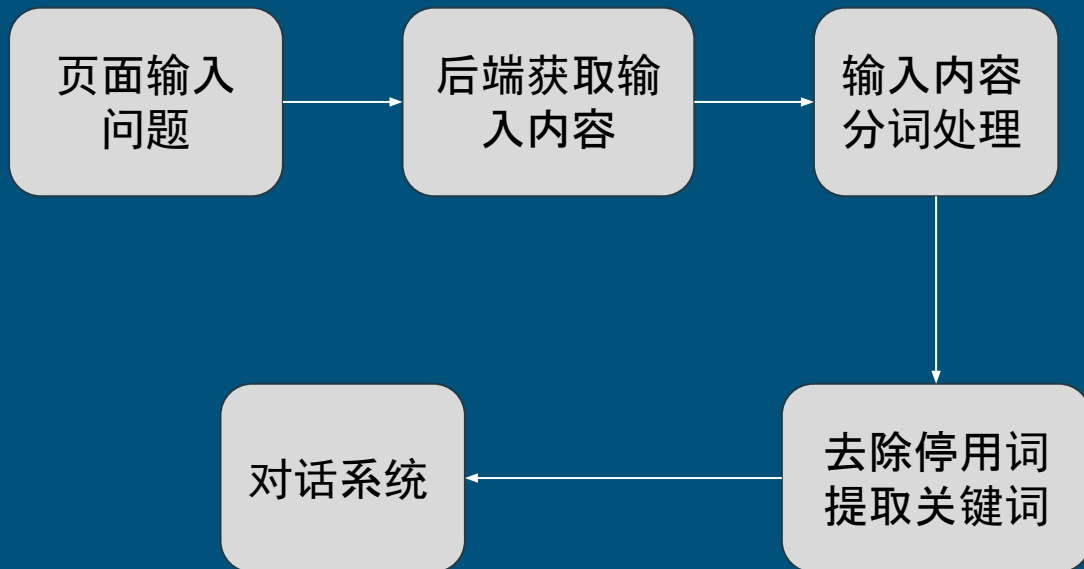 页面输入
问题
后端获取输
入内容
输入内容
分词处理
去除停用词
提取关键词
对话系统